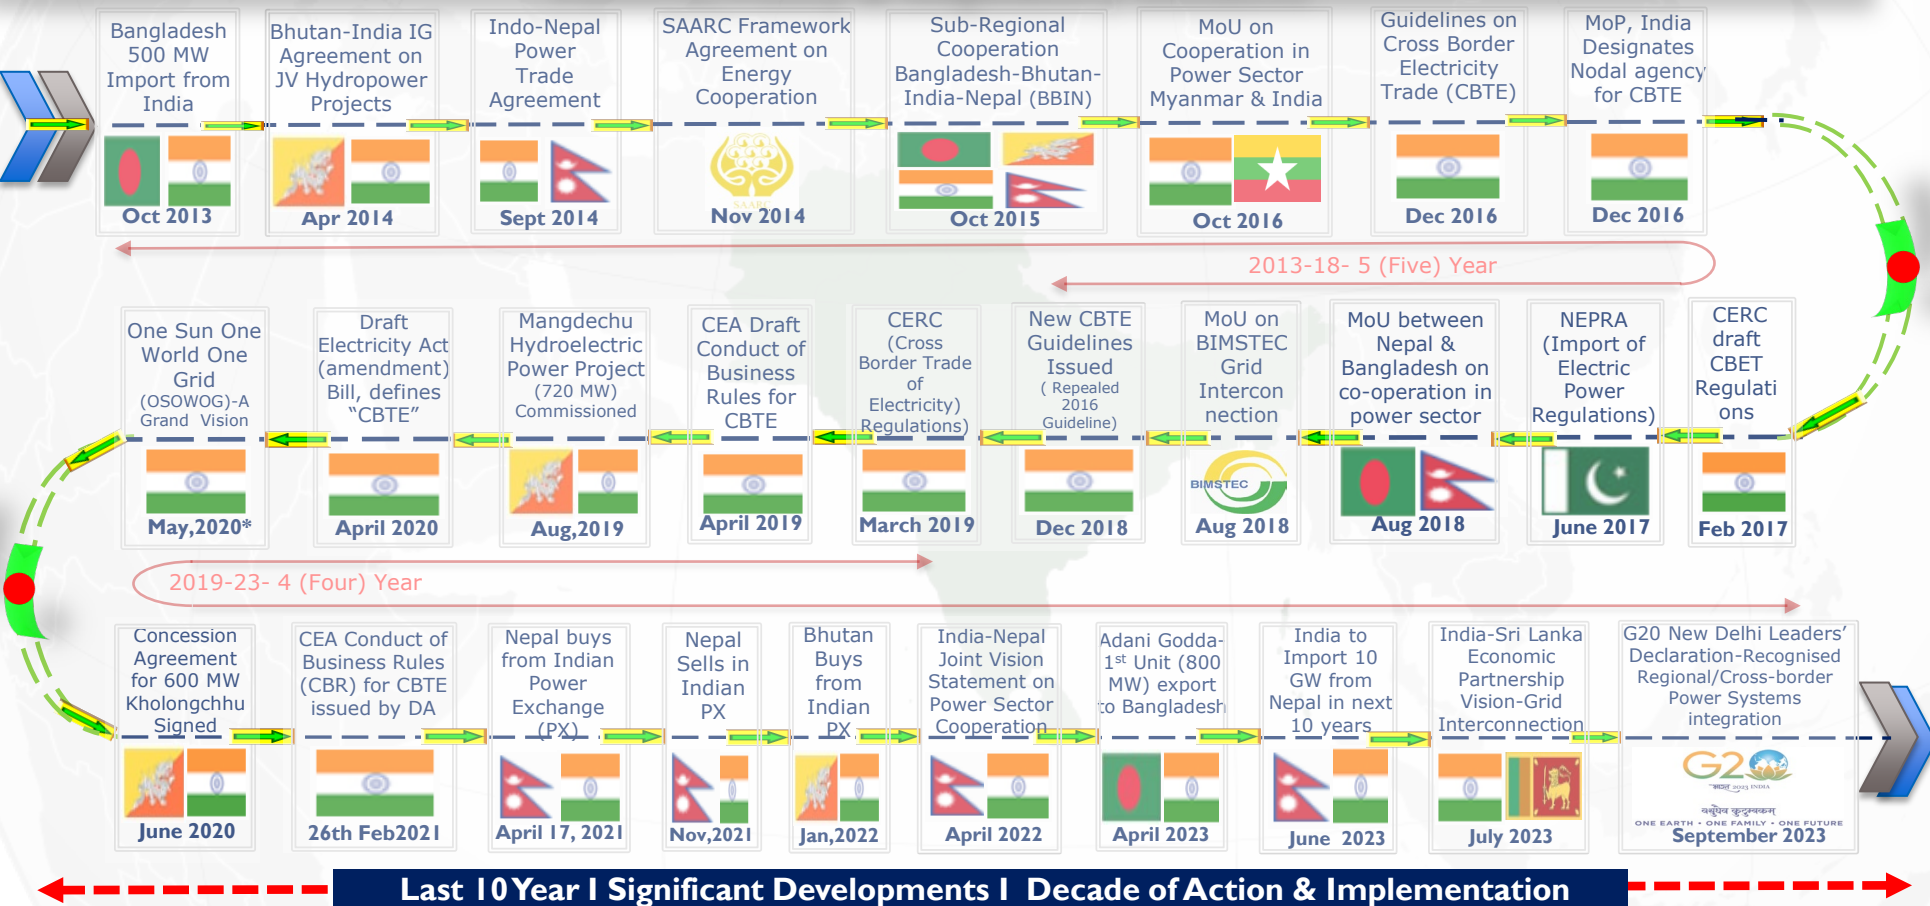 Bangladesh
500 MW
Import from
India
Oct 2013
Bhutan-India IG
Agreement on
JV Hydropower
Projects
Apr 2014
Indo-Nepal
Power
Trade
Agreement
Sept 2014
SAARC Framework
Agreement on
Energy
Cooperation
SAARC
Nov 2014
Sub-Regional
Cooperation
Bangladesh-Bhutan-
India-Nepal (BBIN)
Oct 2015
MoU on
Cooperation in
Power Sector
Myanmar & India
Oct 2016
Guidelines on
Cross Border
Electricity
Trade (CBTE)
Dec 2016
MoP, India
Designates
Nodal agency
for CBTE
Dec 2016
2013-18- 5 (Five) Year
CERC
draft
CBET
Regulati
ons
Feb 2017
NEPRA
(Import of
Electric
Power
Regulations)
June 2017
MoU between
Nepal &
Bangladesh on
co-operation in
power sector
Aug 2018
MoU on
BIMSTEC
Grid
Intercon
nection
BIMSTEC
Aug 2018
New CBTE
Guidelines
Issued
( Repealed
2016
Guideline)
Dec 2018
CERC
(Cross
Border Trade
of
Electricity)
Regulations)
March 2019
CEA Draft
Conduct of
Business
Rules for
CBTE
April 2019
Mangdechu
Hydroelectric
Power Project
(720 MW)
Commissioned
Aug,2019
Draft
Electricity Act
(amendment)
Bill, defines
“CBTE”
April 2020
One Sun One
World One
Grid
(OSOWOG)-A
Grand Vision
May,2020*
2019-23- 4 (Four) Year
Concession
Agreement
for 600 MW
Kholongchhu
Signed
June 2020
CEA Conduct of
Business Rules
(CBR) for CBTE
issued by DA
26th Feb2021
Nepal buys
from Indian
Power
Exchange
(PX)
April 17, 2021
Nepal
Sells in
Indian
PX
Nov,2021
Bhutan
Buys
from
Indian
PX
Jan,2022
India-Nepal
Joint Vision
Statement on
Power Sector
Cooperation
April 2022
Adani Godda-
1st Unit (800
MW) export
to Bangladesh
April 2023
India to
Import 10
GW from
Nepal in next
10 years
June 2023
India-Sri Lanka
Economic
Partnership
Vision-Grid
Interconnection
July 2023
G20 New Delhi Leaders’
Declaration-Recognised
Regional/Cross-border
Power Systems
integration
G20
भारत 2023 INDIA
वसुधैव कुटुम्बकम्
ONE EARTH • ONE FAMILY • ONE FUTURE
September 2023
Last 10 Year I Significant Developments I Decade of Action & Implementation